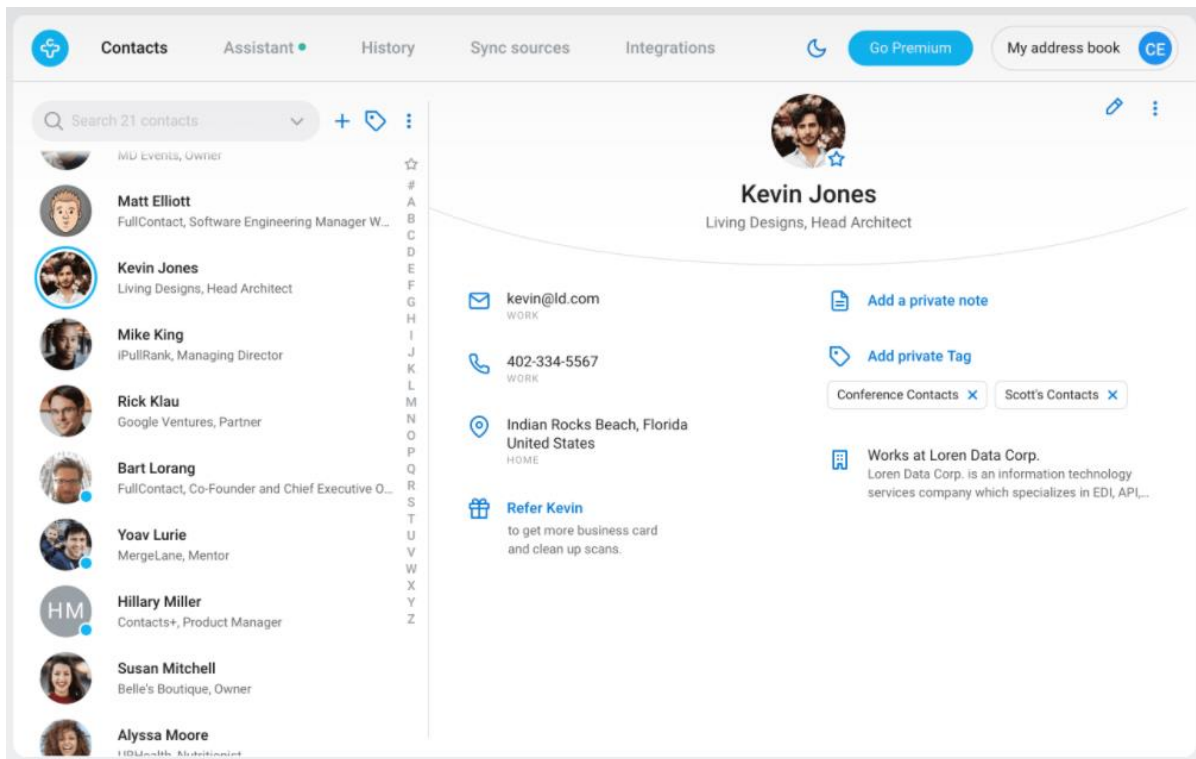 Contacts
Assistant
History
Sync sources
Integrations
Go Premium
My address book
CE
Search 21 contacts
MD Events, Owner
Matt Elliott
FullContact, Software Engineering Manager W...
Kevin Jones
Living Designs, Head Architect
Mike King
iPullRank, Managing Director
Rick Klau
Google Ventures, Partner
Bart Lorang
FullContact, Co-Founder and Chief Executive O...
Yoav Lurie
MergeLane, Mentor
HM
Hillary Miller
Contacts+, Product Manager
Susan Mitchell
Belle's Boutique, Owner
Alyssa Moore
Nutritionist
#
A
B
C
D
E
F
G
H
I
J
K
L
M
N
O
P
Q
R
S
T
U
V
W
X
Y
Z
Kevin Jones
Living Designs, Head Architect
kevin@ld.com
WORK
402-334-5567
WORK
Indian Rocks Beach, Florida
United States
HOME
Refer Kevin
to get more business card
and clean up scans.
Add a private note
Add private Tag
Conference Contacts
Scott's Contacts
Works at Loren Data Corp.
Loren Data Corp. is an information technology
services company which specializes in EDI, API,...